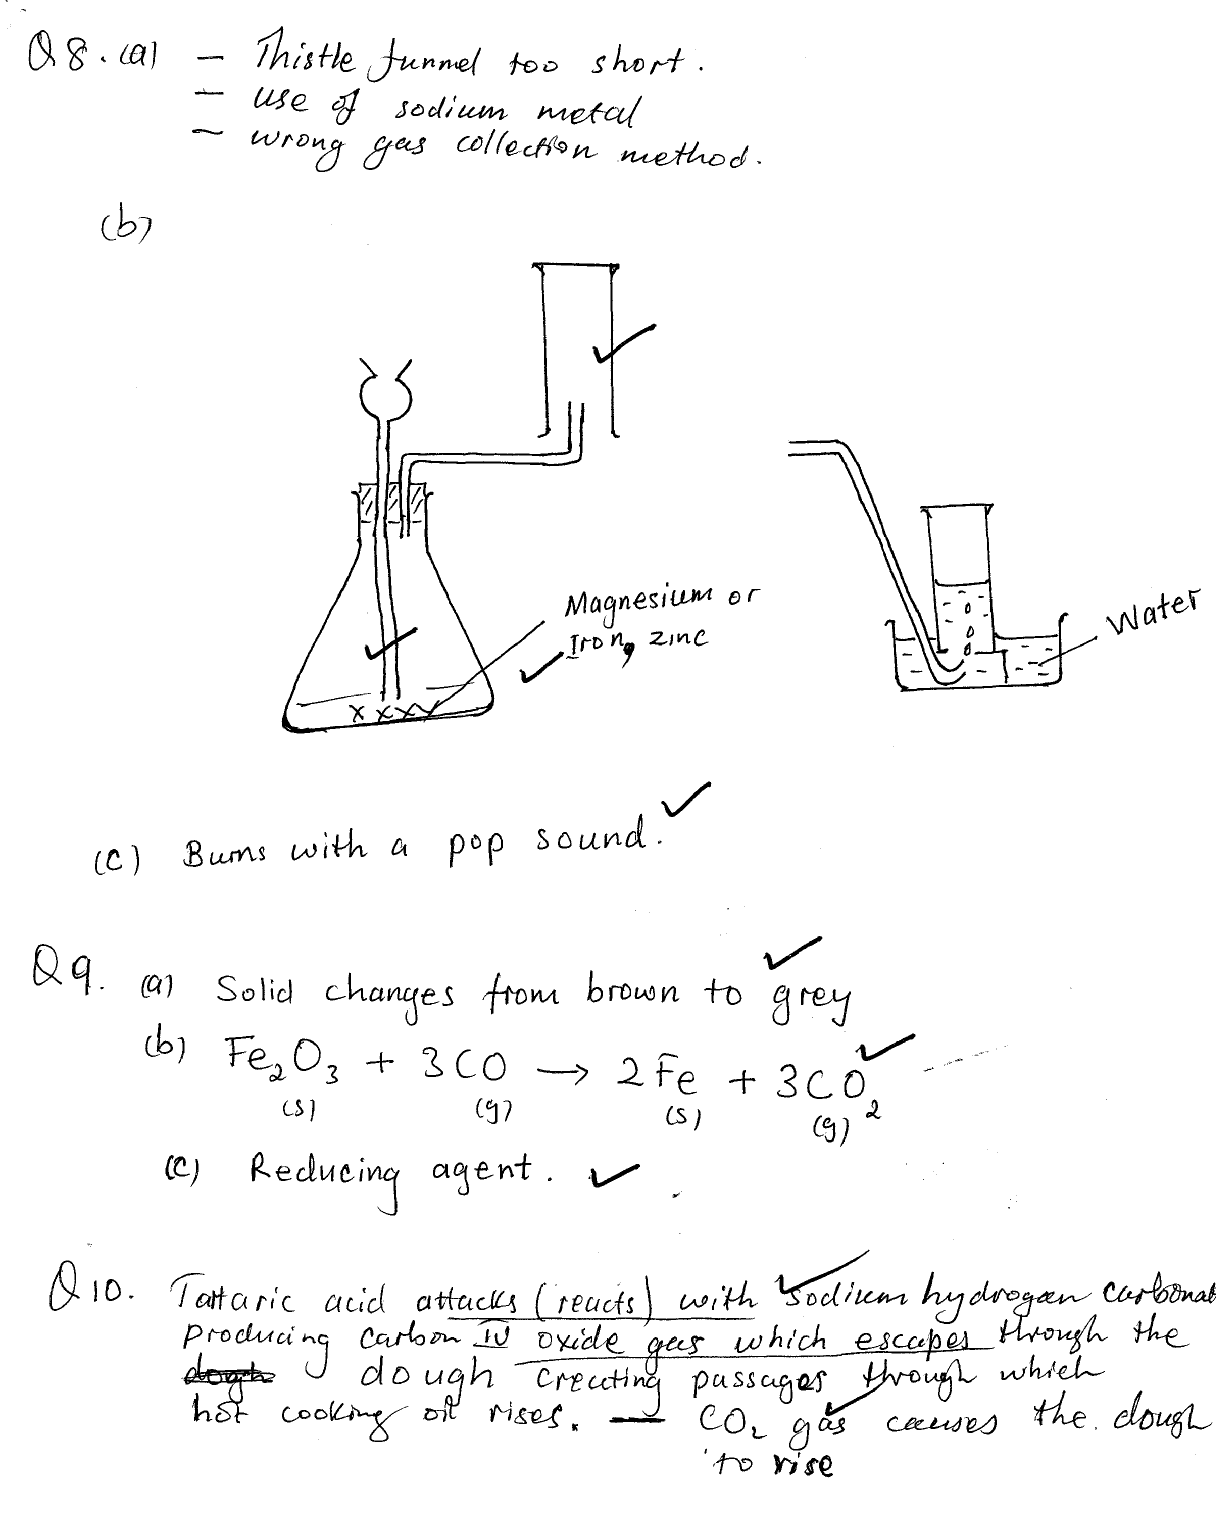 Q8. (a) – Thistle funnel too short.
– use of sodium metal
– wrong gas collection method.
(b)
Magnesium or
Iron, zinc
Water
(c) Burns with a pop sound.
Q9. (a) Solid changes from brown to grey
(b) Fe₂O₃ + 3CO → 2Fe + 3CO₂
(s) (g) (s) (g)
(c) Reducing agent.
Q10. Tartaric acid attacks (reacts) with Sodium hydrogen carbonat
producing carbon IV oxide gas which escapes through the
dough dough creating passages through which
hot cooking oil rises. — CO₂ gas causes the dough
to rise